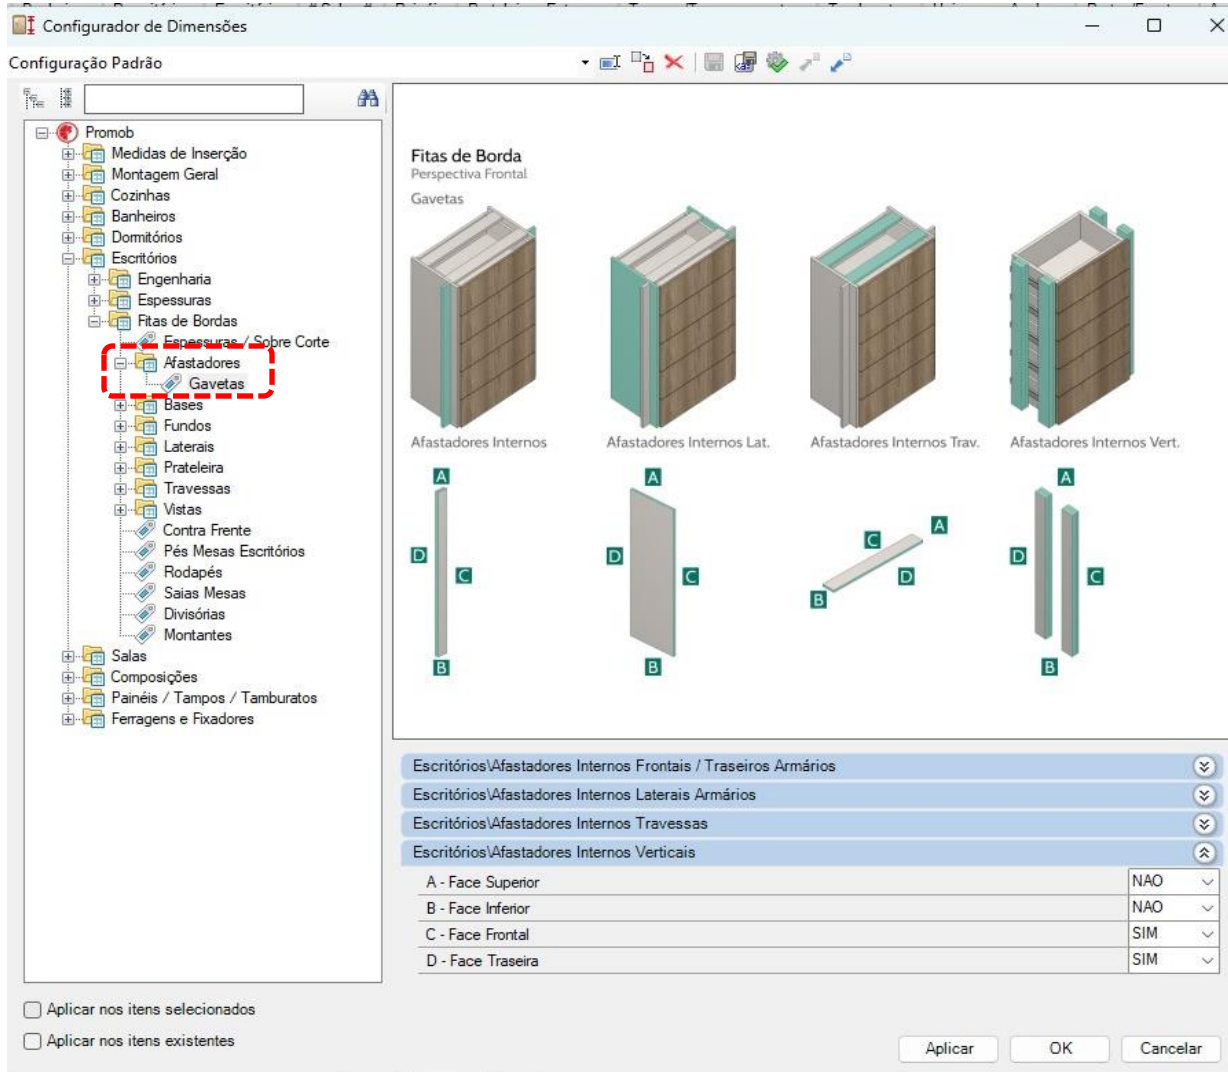 Configurador de Dimensões
Configuração Padrão
Promob
Medidas de Inserção
Montagem Geral
Cozinhas
Banheiros
Dormitórios
Escritórios
Engenharia
Espessuras
Fitas de Bordas
Espessuras / Sobre Corte
Afastadores
Gavetas
Bases
Fundos
Laterais
Prateleira
Travessas
Vistas
Contra Frente
Pés Mesas Escritórios
Rodapés
Saias Mesas
Divisórias
Montantes
Salas
Composições
Painéis / Tampos / Tamburatos
Ferragens e Fixadores
Fitas de Borda
Perspectiva Frontal
Gavetas
Afastadores Internos
Afastadores Internos Lat.
Afastadores Internos Trav.
Afastadores Internos Vert.
A
D
C
B
A
D
C
B
A
C
D
B
A
D
C
B
Escritórios\Afastadores Internos Frontais / Traseiros Armários
Escritórios\Afastadores Internos Laterais Armários
Escritórios\Afastadores Internos Travessas
Escritórios\Afastadores Internos Verticais
A - Face Superior NAO
B - Face Inferior NAO
C - Face Frontal SIM
D - Face Traseira SIM
Aplicar nos itens selecionados
Aplicar nos itens existentes
Aplicar OK Cancelar